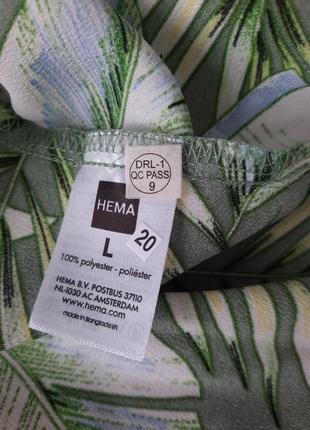 DRL-1
QC PASS
9
HEMA
L
20
100% polyester - poliéster
HEMA B.V. POSTBUS 37110
NL-1030 AC AMSTERDAM
www.hema.com
made in Bangladesh